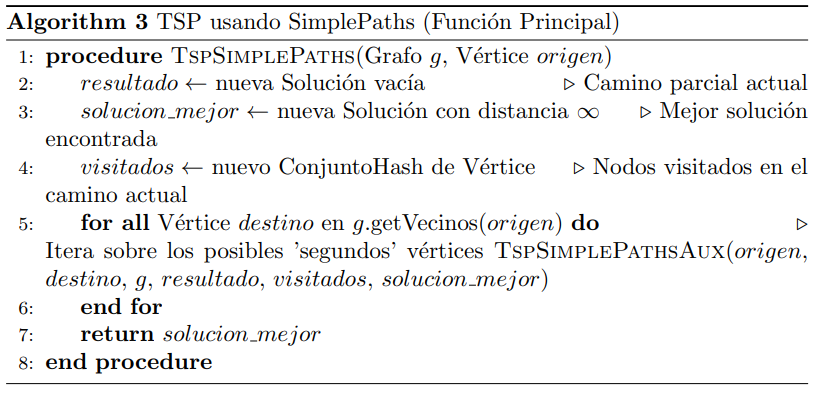 Algorithm 3 TSP usando SimplePaths (Función Principal)
1: procedure TSPSIMPLEPATHS(Grafo g, Vértice origen)
2: resultado ← nueva Solución vacía ▷ Camino parcial actual
3: solucion_mejor ← nueva Solución con distancia ∞ ▷ Mejor solución
encontrada
4: visitados ← nuevo ConjuntoHash de Vértice ▷ Nodos visitados en el
camino actual
5: for all Vértice destino en g.getVecinos(origen) do ▷
Itera sobre los posibles 'segundos' vértices TSPSIMPLEPATHSAUX(origen,
destino, g, resultado, visitados, solucion_mejor)
6: end for
7: return solucion_mejor
8: end procedure